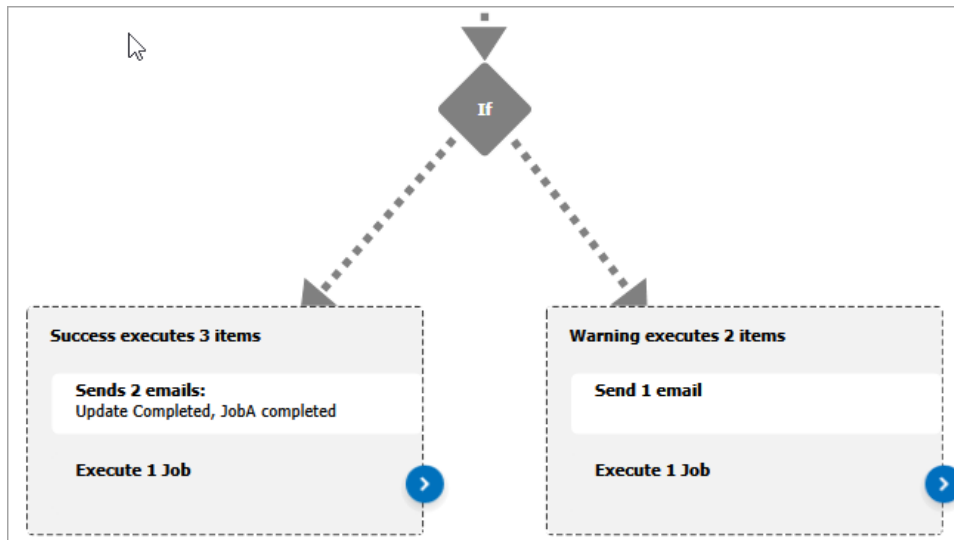 If
Success executes 3 items
Sends 2 emails:
Update Completed, JobA completed
Execute 1 Job
Warning executes 2 items
Send 1 email
Execute 1 Job